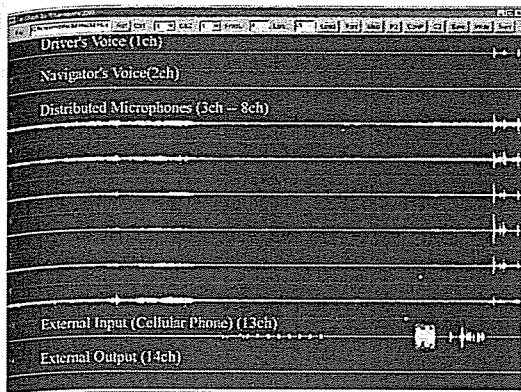 Driver's Voice (1ch)
Navigator's Voice(2ch)
Distributed Microphones (3ch -- 8ch)
External Input (Cellular Phone) (13ch)
External Output (14ch)